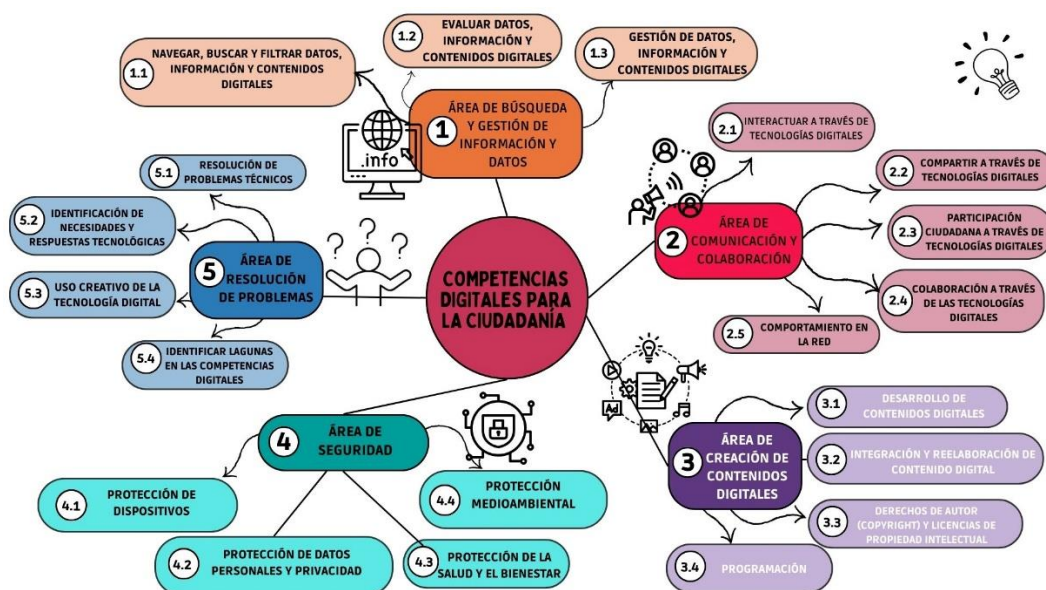 COMPETENCIAS
DIGITALES PARA
LA CIUDADANÍA
1
ÁREA DE BÚSQUEDA
Y GESTIÓN DE
INFORMACIÓN Y
DATOS
.info
1.1
NAVEGAR, BUSCAR Y FILTRAR DATOS,
INFORMACIÓN Y CONTENIDOS
DIGITALES
1.2
EVALUAR DATOS,
INFORMACIÓN Y
CONTENIDOS DIGITALES
1.3
GESTIÓN DE DATOS,
INFORMACIÓN Y
CONTENIDOS DIGITALES
2
ÁREA DE
COMUNICACIÓN Y
COLABORACIÓN
2.1
INTERACTUAR A TRAVÉS DE
TECNOLOGÍAS DIGITALES
2.2
COMPARTIR A TRAVÉS DE
TECNOLOGÍAS DIGITALES
2.3
PARTICIPACIÓN
CIUDADANA A TRAVÉS DE
TECNOLOGÍAS DIGITALES
2.4
COLABORACIÓN A TRAVÉS
DE LAS TECNOLOGÍAS
DIGITALES
2.5
COMPORTAMIENTO EN
LA RED
3
ÁREA DE
CREACIÓN DE
CONTENIDOS
DIGITALES
Ad
3.1
DESARROLLO DE
CONTENIDOS DIGITALES
3.2
INTEGRACIÓN Y REELABORACIÓN DE
CONTENIDO DIGITAL
3.3
DERECHOS DE AUTOR
(COPYRIGHT) Y LICENCIAS DE
PROPIEDAD INTELECTUAL
3.4
PROGRAMACIÓN
4
ÁREA DE
SEGURIDAD
4.1
PROTECCIÓN DE
DISPOSITIVOS
4.2
PROTECCIÓN DE DATOS
PERSONALES Y PRIVACIDAD
4.3
PROTECCIÓN DE LA
SALUD Y EL BIENESTAR
4.4
PROTECCIÓN
MEDIOAMBIENTAL
5
ÁREA DE
RESOLUCIÓN
DE PROBLEMAS
? ? ?
5.1
RESOLUCIÓN DE
PROBLEMAS TÉCNICOS
5.2
IDENTIFICACIÓN DE
NECESIDADES Y
RESPUESTAS TECNOLÓGICAS
5.3
USO CREATIVO DE LA
TECNOLOGÍA DIGITAL
5.4
IDENTIFICAR LAGUNAS
EN LAS COMPETENCIAS
DIGITALES